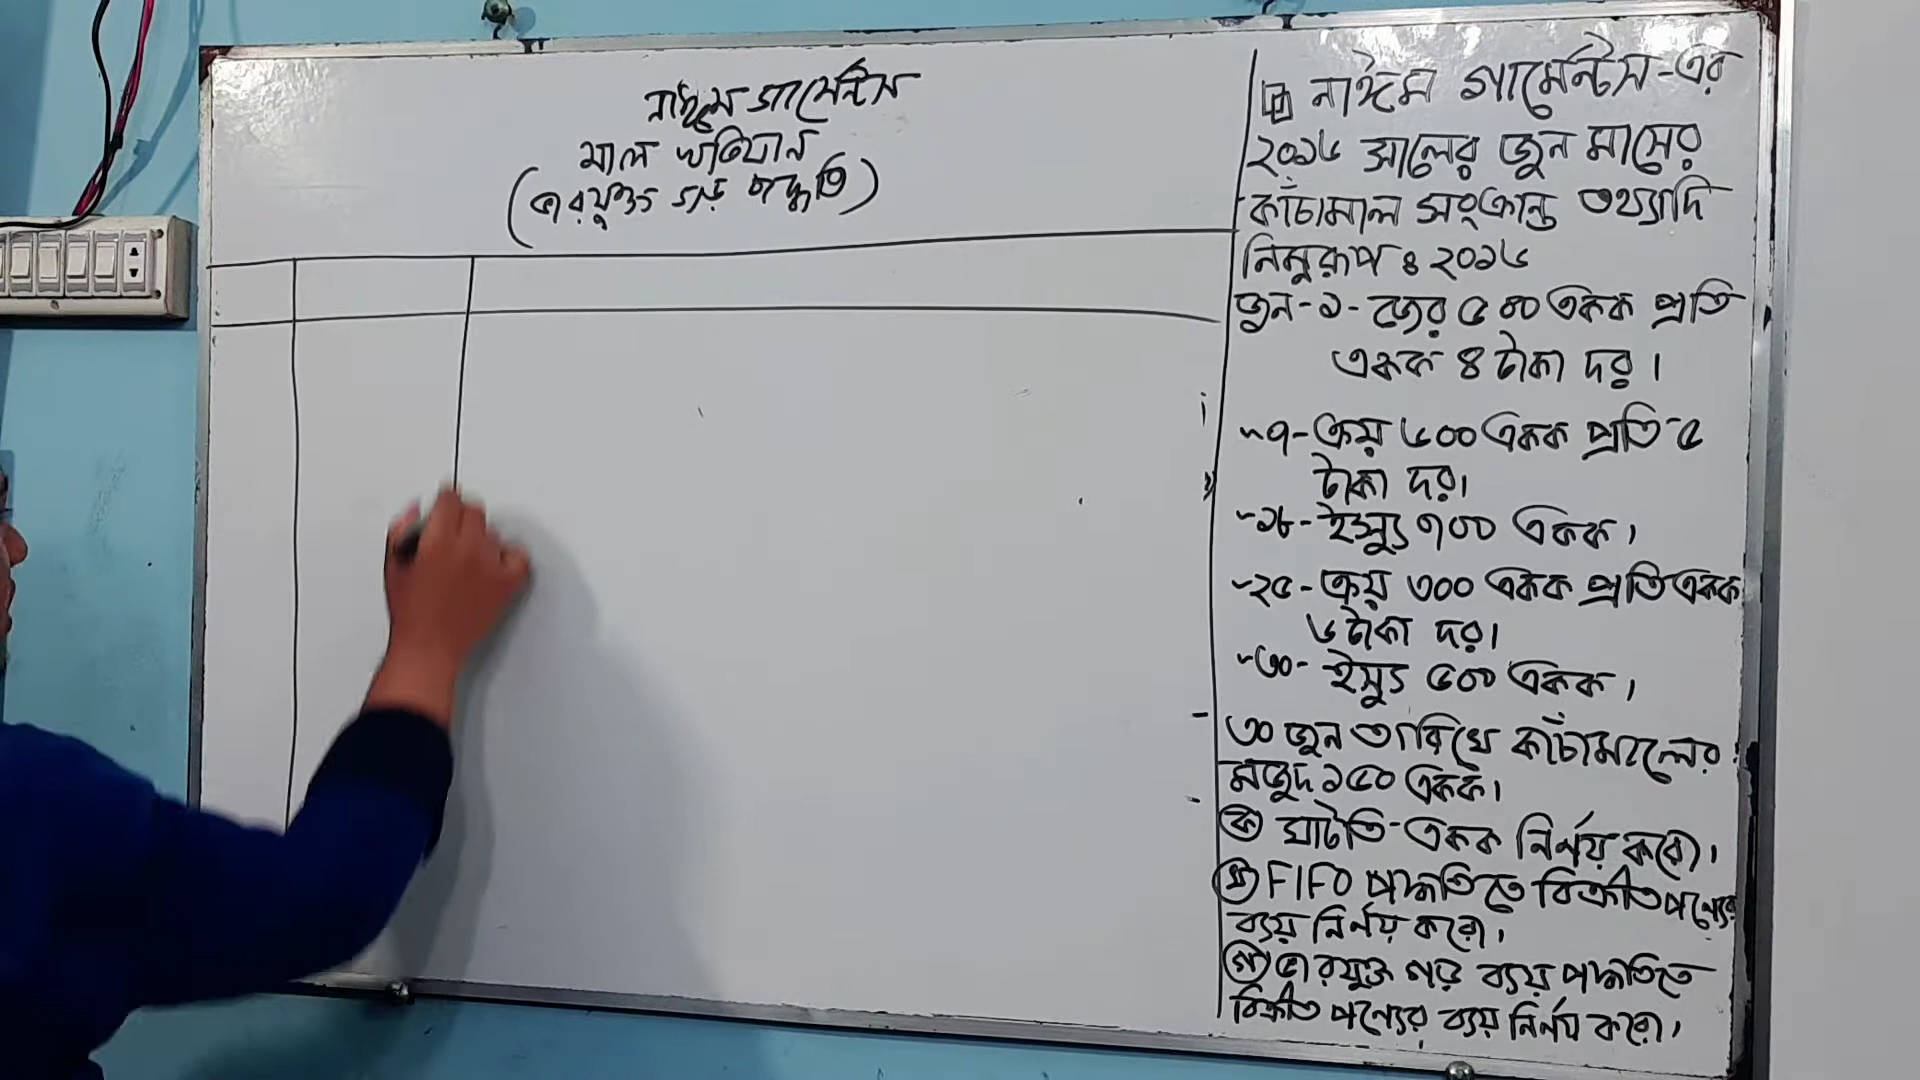 নাঈম গার্মেন্টস
মাল খতিয়ান
(ভারযুক্ত গড় পদ্ধতি)
নাঈম গার্মেন্টস-এর
২০১৬ সালের জুন মাসের
কাঁচামাল সংক্রান্ত তথ্যাদি
নিম্নরূপ ঃ ২০১৬
জুন-১- জের ৫০০ একক প্রতি
একক ৪ টাকা দর।
"৭- ক্রয় ৬০০ একক প্রতি ৫
টাকা দর।
"১৮- ইস্যু ৭০০ একক।
"২৫- ক্রয় ৩০০ একক প্রতি একক
৬ টাকা দর।
"৩০- ইস্যু ৫০০ একক।
৩০ জুন তারিখে কাঁচামালের
মজুদ ১৫০ একক।
(ক) ঘাটতি একক নির্ণয় করো।
(খ) FIFO পদ্ধতিতে বিক্রীত পণ্যের
ব্যয় নির্ণয় করো।
(গ) ভারযুক্ত গড় ব্যয় পদ্ধতিতে
বিক্রীত পণ্যের ব্যয় নির্ণয় করো।